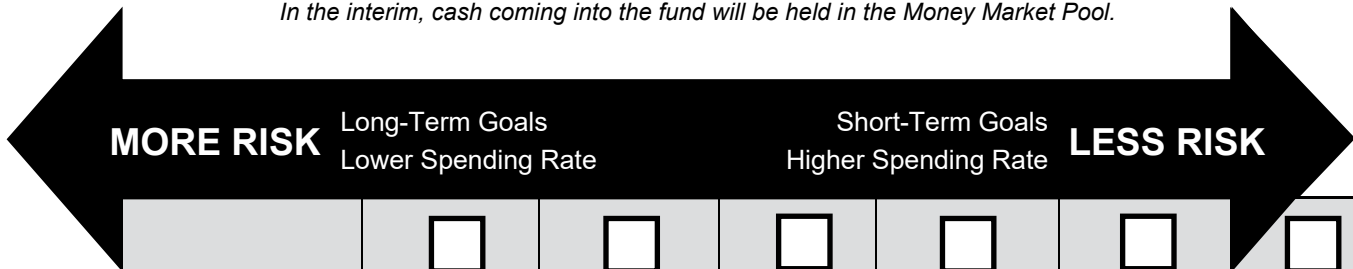 In the interim, cash coming into the fund will be held in the Money Market Pool.
MORE RISK
Long-Term Goals
Lower Spending Rate
Short-Term Goals
Higher Spending Rate
LESS RISK